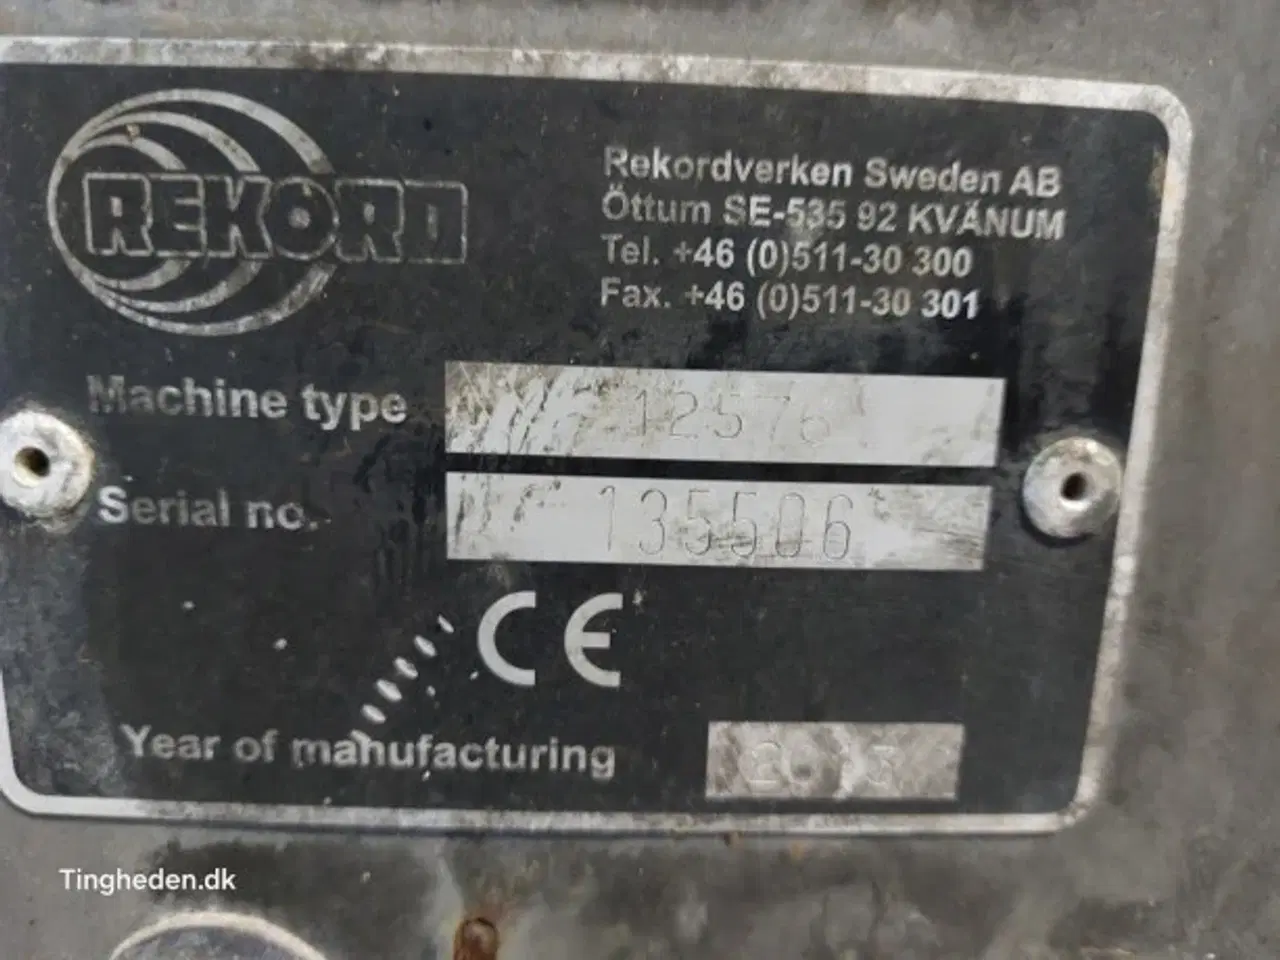 REKORD
Rekordverken Sweden AB
Öttum SE-535 92 KVÄNUM
Tel. +46 (0)511-30 300
Fax. +46 (0)511-30 301
Machine type 12576
Serial no. 135506
CE
Year of manufacturing
Tingheden.dk